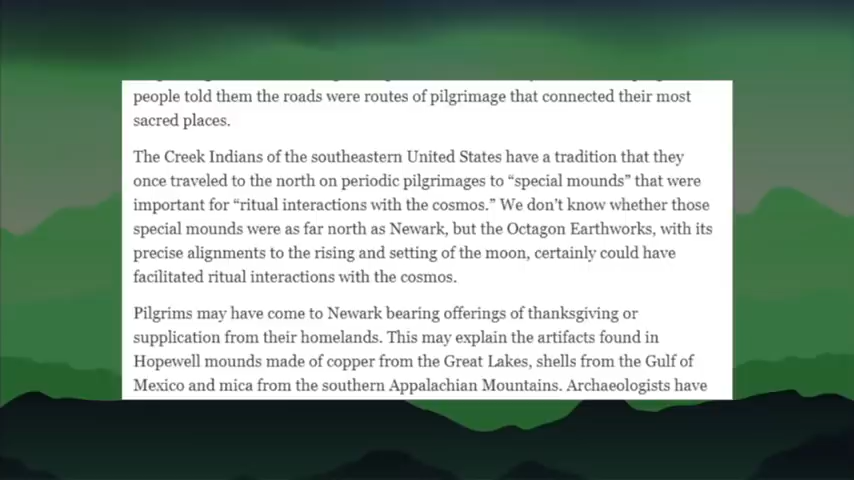 people told them the roads were routes of pilgrimage that connected their most
sacred places.
The Creek Indians of the southeastern United States have a tradition that they
once traveled to the north on periodic pilgrimages to “special mounds” that were
important for “ritual interactions with the cosmos.” We don’t know whether those
special mounds were as far north as Newark, but the Octagon Earthworks, with its
precise alignments to the rising and setting of the moon, certainly could have
facilitated ritual interactions with the cosmos.
Pilgrims may have come to Newark bearing offerings of thanksgiving or
supplication from their homelands. This may explain the artifacts found in
Hopewell mounds made of copper from the Great Lakes, shells from the Gulf of
Mexico and mica from the southern Appalachian Mountains. Archaeologists have